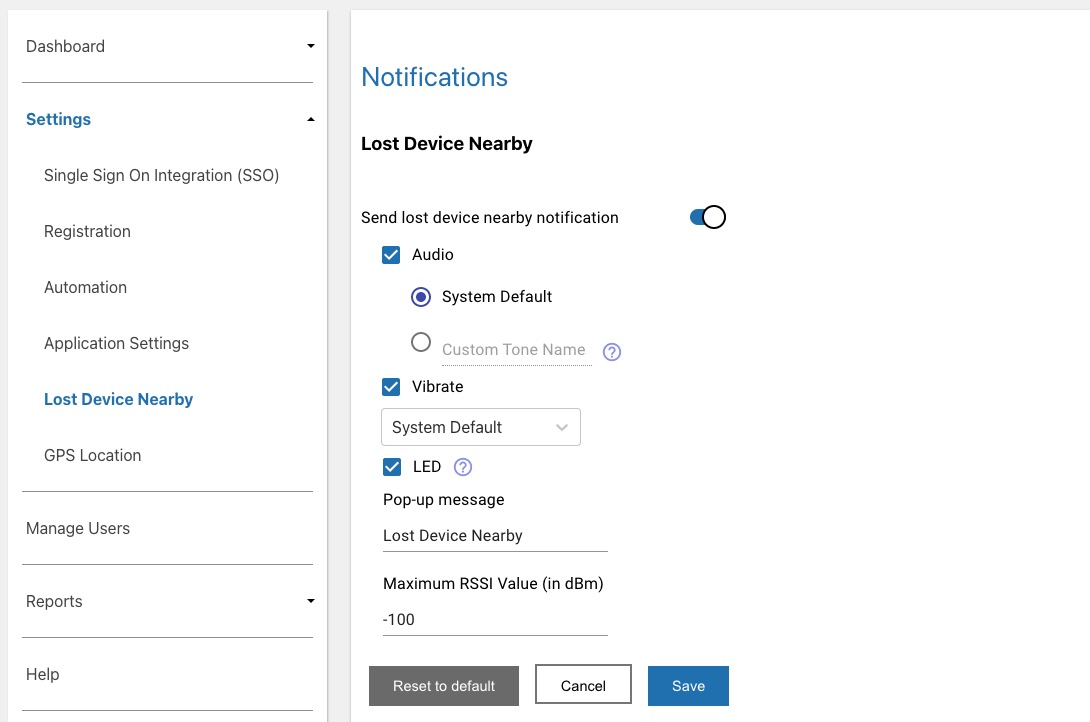 Dashboard
Settings
Single Sign On Integration (SSO)
Registration
Automation
Application Settings
Lost Device Nearby
GPS Location
Manage Users
Reports
Help
Notifications
Lost Device Nearby
Send lost device nearby notification
Audio
System Default
Custom Tone Name ?
Vibrate
System Default
LED ?
Pop-up message
Lost Device Nearby
Maximum RSSI Value (in dBm)
-100
Reset to default Cancel Save